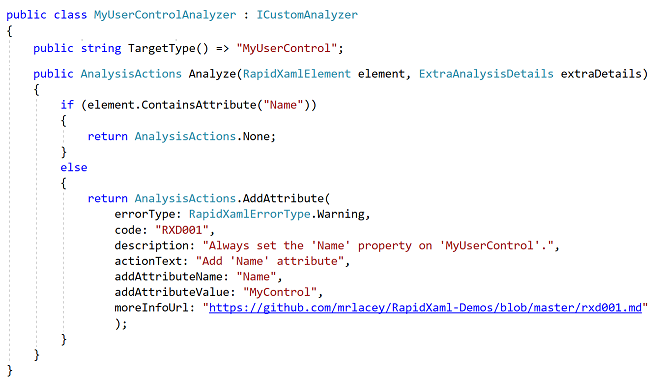 public class MyUserControlAnalyzer : ICustomAnalyzer
{
    public string TargetType() => "MyUserControl";

    public AnalysisActions Analyze(RapidXamlElement element, ExtraAnalysisDetails extraDetails)
    {
        if (element.ContainsAttribute("Name"))
        {
            return AnalysisActions.None;
        }
        else
        {
            return AnalysisActions.AddAttribute(
                errorType: RapidXamlErrorType.Warning,
                code: "RXD001",
                description: "Always set the 'Name' property on 'MyUserControl'.",
                actionText: "Add 'Name' attribute",
                addAttributeName: "Name",
                addAttributeValue: "MyControl",
                moreInfoUrl: "https://github.com/mrlacey/RapidXaml-Demos/blob/master/rxd001.md"
                );
        }
    }
}